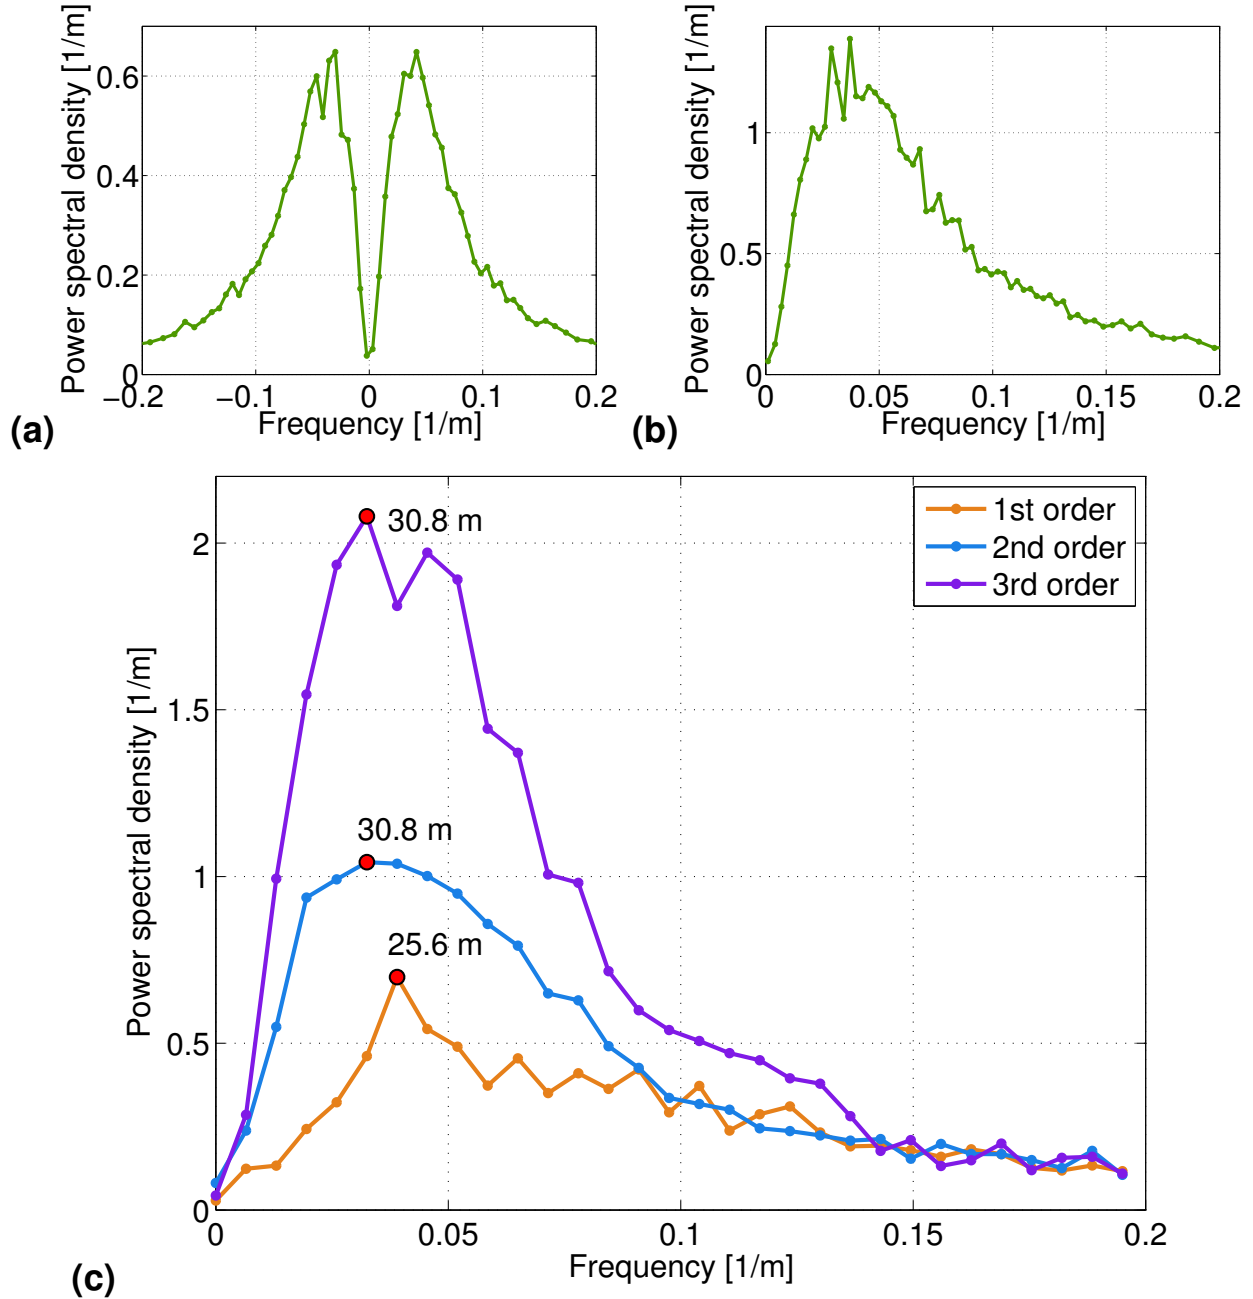 Power spectral density [1/m]
0.6
0.4
0.2
0
−0.2
−0.1
0
0.1
0.2
Frequency [1/m]
(a)
Power spectral density [1/m]
1
0.5
0
0
0.05
0.1
0.15
0.2
Frequency [1/m]
(b)
Power spectral density [1/m]
2
1.5
1
0.5
0
30.8 m
30.8 m
25.6 m
1st order
2nd order
3rd order
0
0.05
0.1
0.15
0.2
Frequency [1/m]
(c)